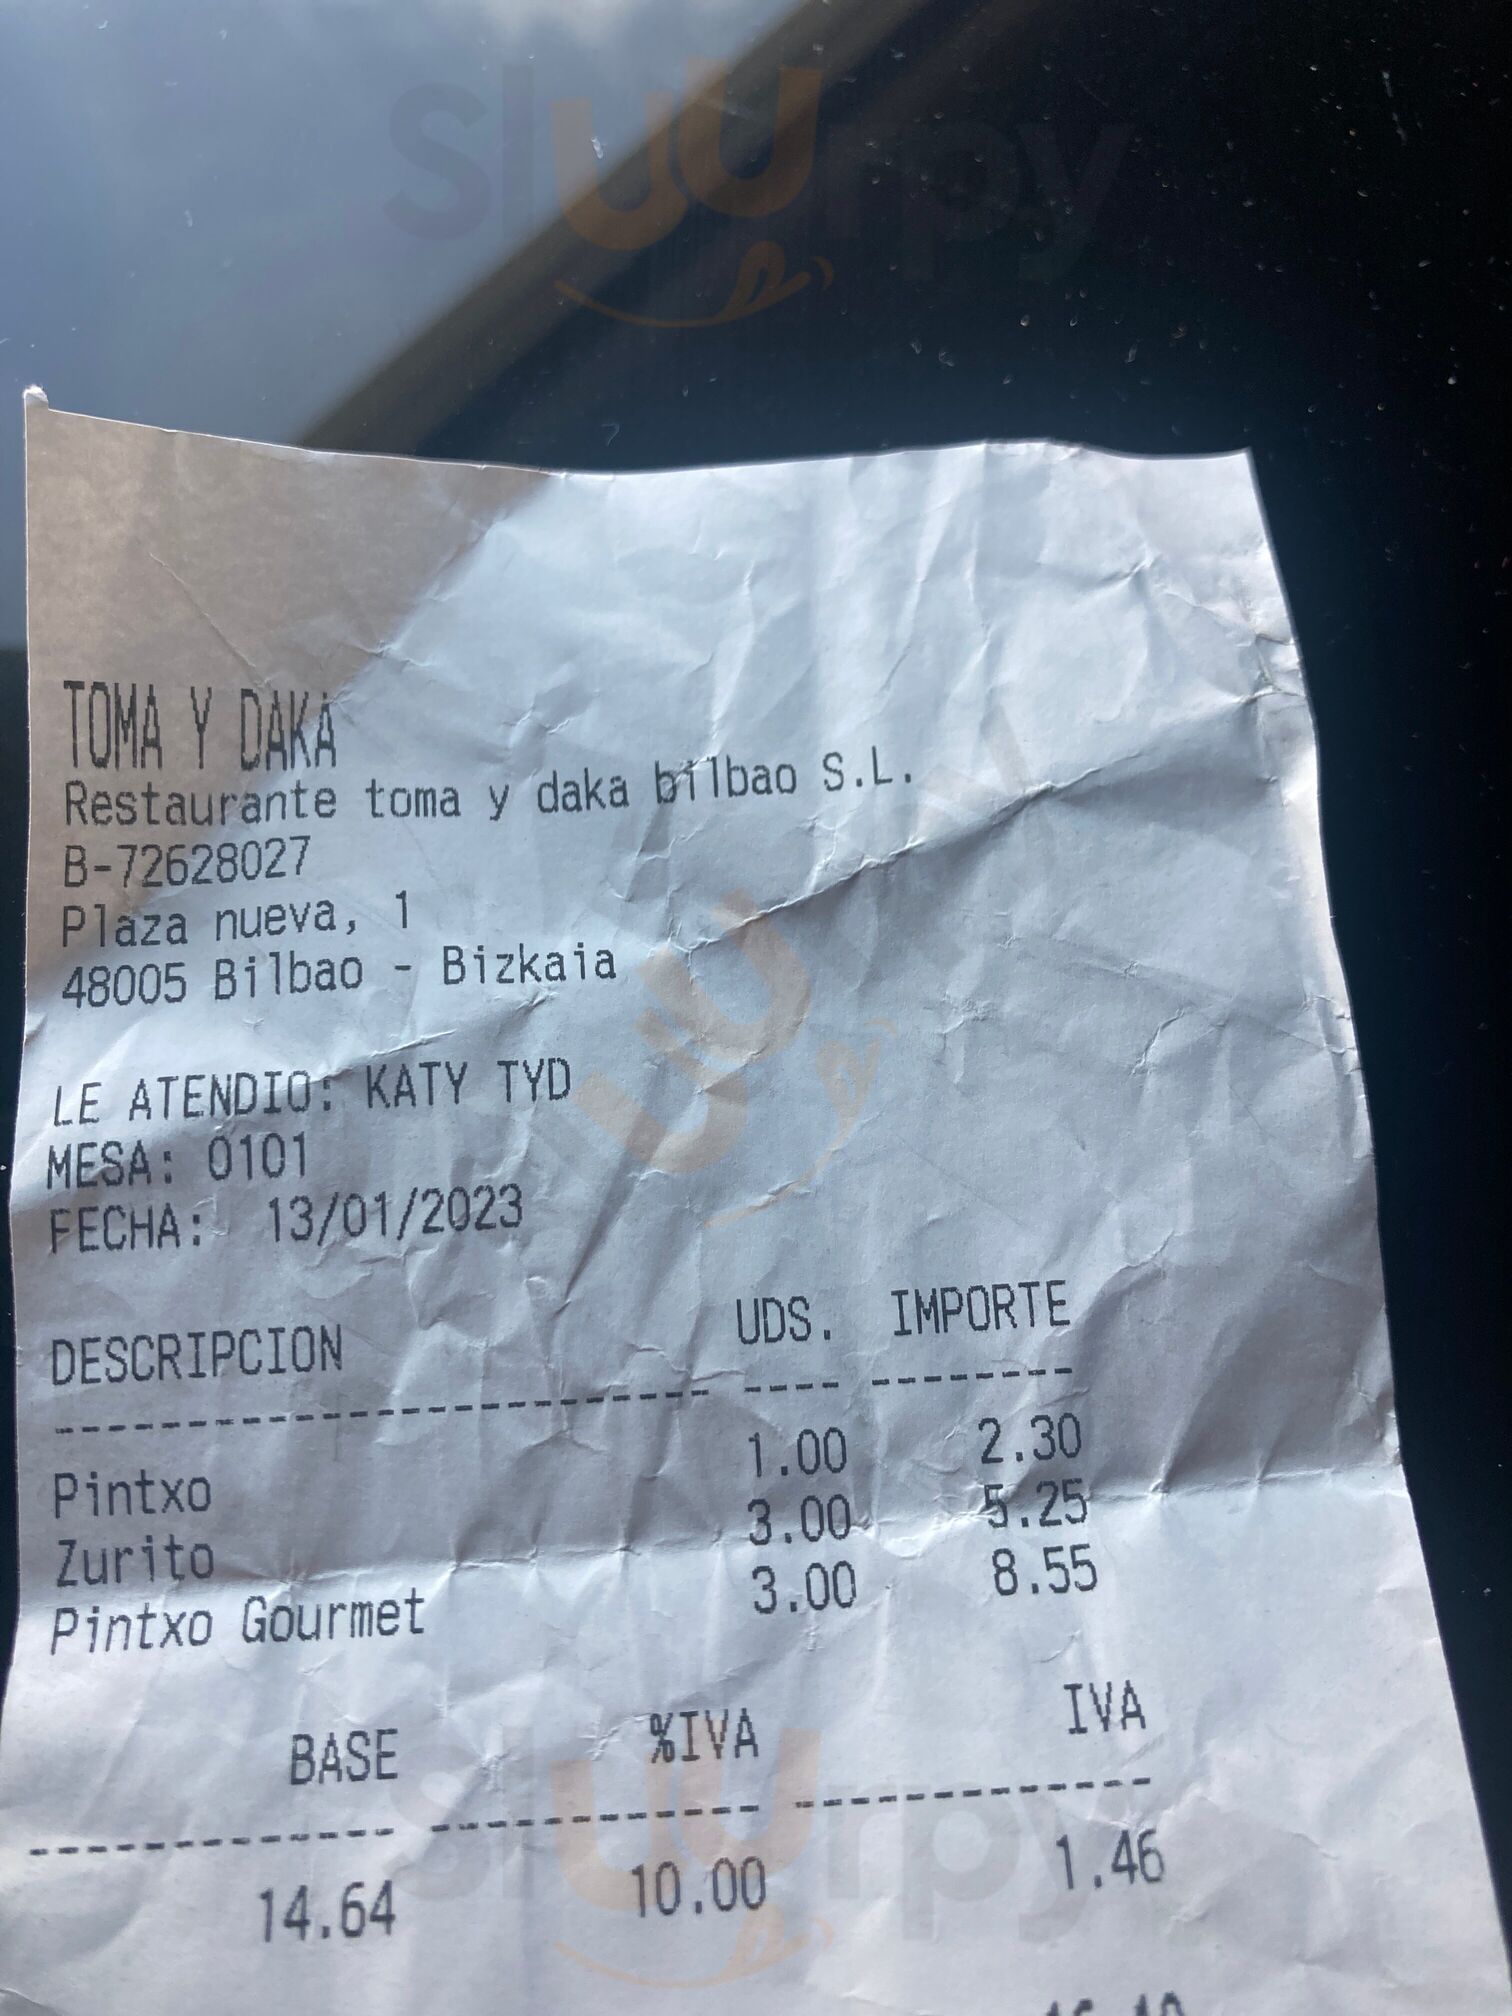 sluurpy
TOMA Y DAKA
Restaurante toma y daka bilbao S.L.
B-72628027
Plaza nueva, 1
48005 Bilbao - Bizkaia
LE ATENDIO: KATY TYD
MESA: 0101
FECHA: 13/01/2023
DESCRIPCION UDS. IMPORTE
Pintxo 1.00 2.30
Zurito 3.00 5.25
Pintxo Gourmet 3.00 8.55
BASE %IVA IVA
14.64 10.00 1.46
sluurpy